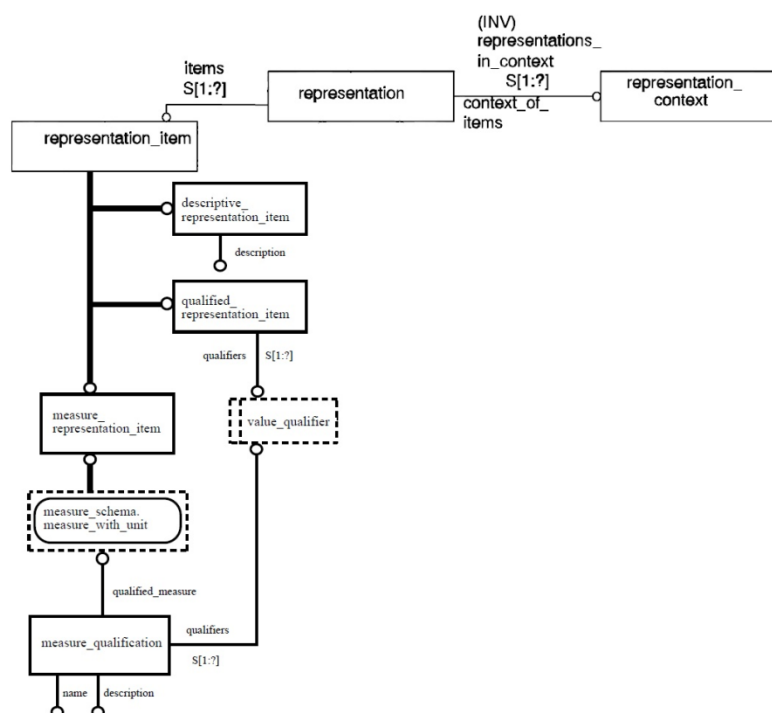 (INV)
representations_
in_context
S[1:?]
items
S[1:?]
representation
representation_
context
context_of_
items
representation_item
descriptive_
representation_item
description
qualified_
representation_item
qualifiers
S[1:?]
measure_
representation_item
value_qualifier
measure_schema.
measure_with_unit
qualified_measure
measure_qualification
qualifiers
S[1:?]
name
description